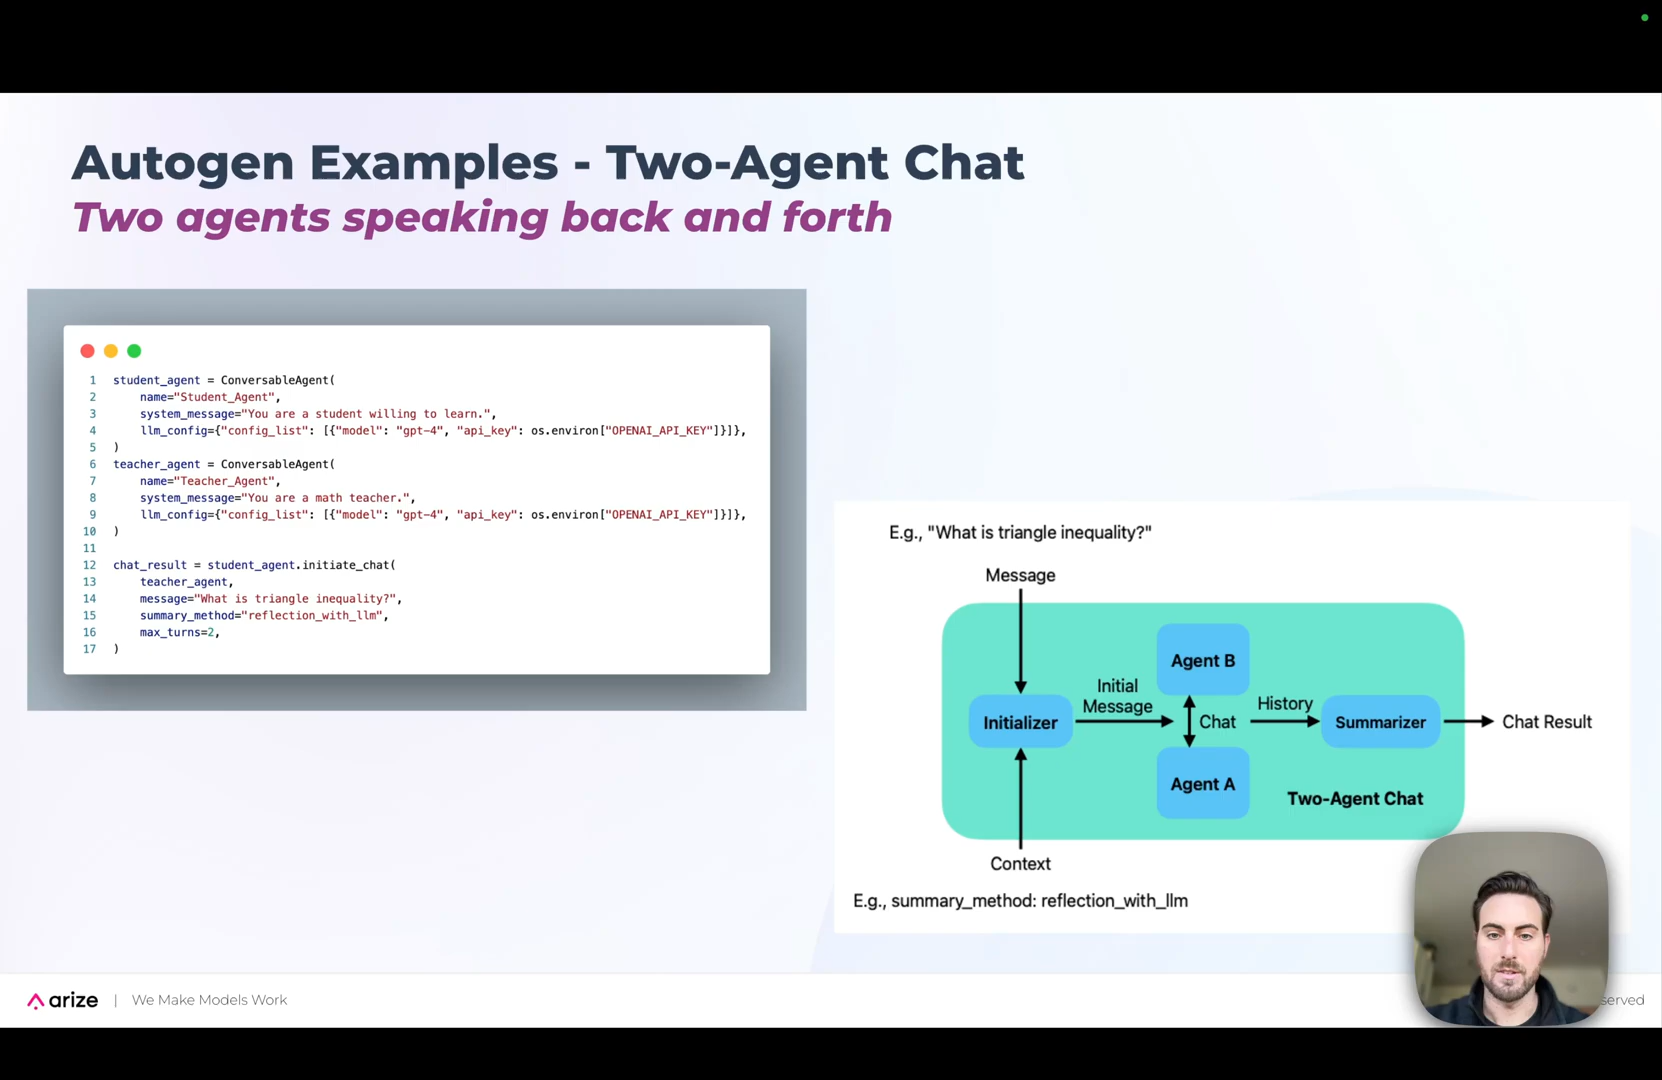 Autogen Examples - Two-Agent Chat
Two agents speaking back and forth
1 student_agent = ConversableAgent(
2     name="Student_Agent",
3     system_message="You are a student willing to learn.",
4     llm_config={"config_list": [{"model": "gpt-4", "api_key": os.environ["OPENAI_API_KEY"]}]},
5 )
6 teacher_agent = ConversableAgent(
7     name="Teacher_Agent",
8     system_message="You are a math teacher.",
9     llm_config={"config_list": [{"model": "gpt-4", "api_key": os.environ["OPENAI_API_KEY"]}]},
10 )
11
12 chat_result = student_agent.initiate_chat(
13     teacher_agent,
14     message="What is triangle inequality?",
15     summary_method="reflection_with_llm",
16     max_turns=2,
17 )
E.g., "What is triangle inequality?"
Message
Agent B
Initial
Message
History
Initializer
Chat
Summarizer
Chat Result
Agent A
Two-Agent Chat
Context
E.g., summary_method: reflection_with_llm
arize | We Make Models Work
served